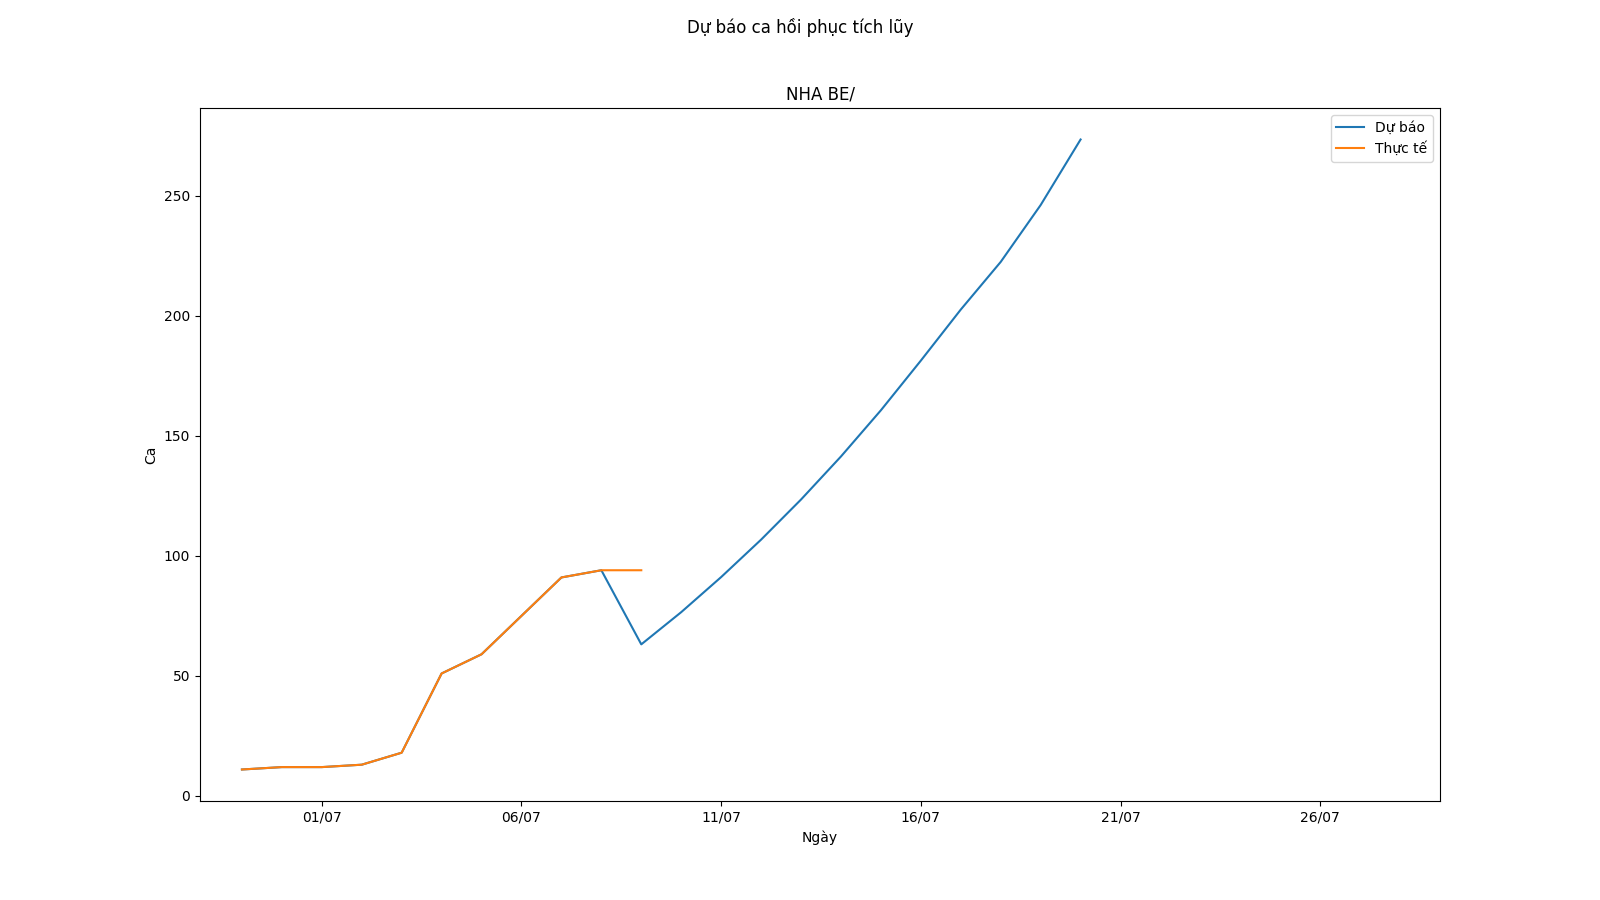 Dự báo ca hồi phục tích lũy
NHA BE/
Dự báo
Thực tế
250
200
150
100
50
0
Ca
01/07 06/07 11/07 16/07 21/07 26/07
Ngày